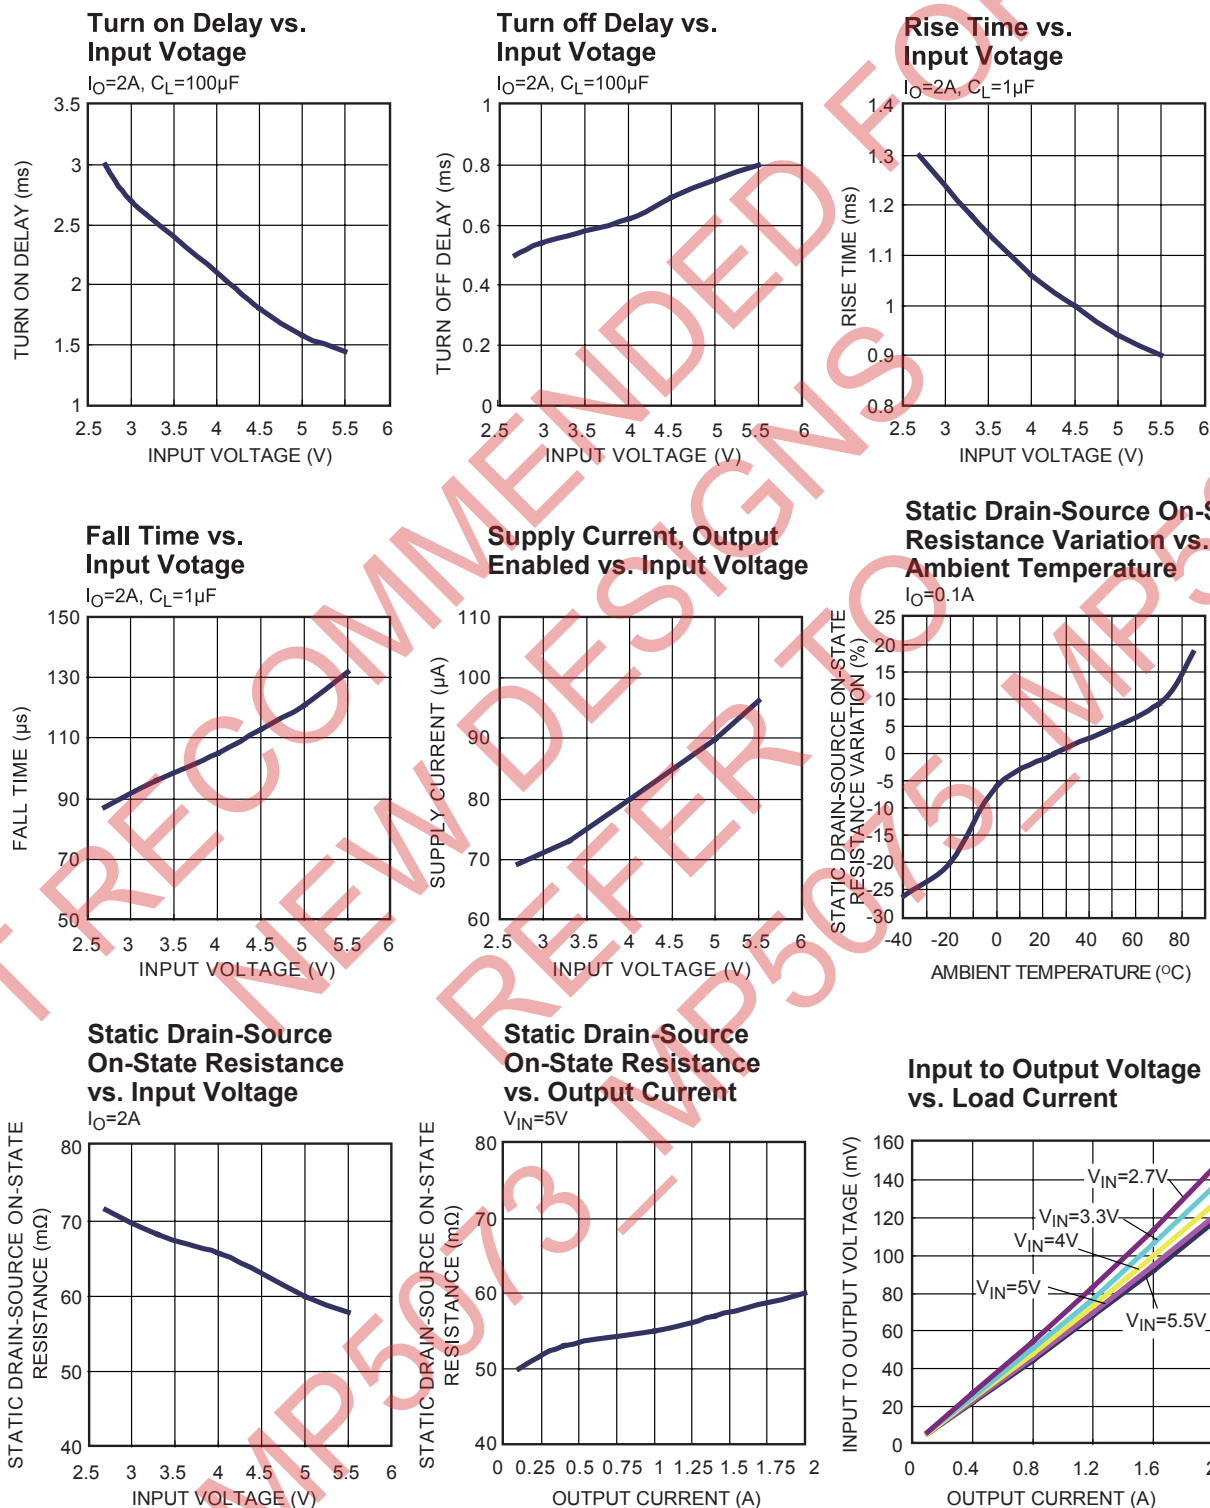 Turn on Delay vs.
Input Votage
IO=2A, CL=100µF
3.5
3
2.5
2
1.5
1
2.5 3 3.5 4 4.5 5 5.5 6
TURN ON DELAY (ms)
INPUT VOLTAGE (V)
Turn off Delay vs.
Input Votage
IO=2A, CL=100µF
1
0.8
0.6
0.4
0.2
0
2.5 3 3.5 4 4.5 5 5.5 6
TURN OFF DELAY (ms)
INPUT VOLTAGE (V)
Rise Time vs.
Input Votage
IO=2A, CL=1µF
1.4
1.3
1.2
1.1
1
0.9
0.8
2.5 3 3.5 4 4.5 5 5.5 6
RISE TIME (ms)
INPUT VOLTAGE (V)
Fall Time vs.
Input Votage
IO=2A, CL=1µF
150
130
110
90
70
50
2.5 3 3.5 4 4.5 5 5.5 6
FALL TIME (µs)
INPUT VOLTAGE (V)
Supply Current, Output
Enabled vs. Input Voltage
110
100
90
80
70
60
2.5 3 3.5 4 4.5 5 5.5 6
SUPPLY CURRENT (µA)
INPUT VOLTAGE (V)
Static Drain-Source On-S
Resistance Variation vs.
Ambient Temperature
IO=0.1A
25
20
15
10
5
0
-5
-10
-15
-20
-25
-30
-40 -20 0 20 40 60 80
STATIC DRAIN-SOURCE ON-STATE
RESISTANCE VARIATION (%)
AMBIENT TEMPERATURE (ºC)
Static Drain-Source
On-State Resistance
vs. Input Voltage
IO=2A
80
70
60
50
40
2.5 3 3.5 4 4.5 5 5.5 6
STATIC DRAIN-SOURCE ON-STATE
RESISTANCE (mΩ)
INPUT VOLTAGE (V)
Static Drain-Source
On-State Resistance
vs. Output Current
VIN=5V
80
70
60
50
40
0 0.25 0.5 0.75 1 1.25 1.5 1.75 2
STATIC DRAIN-SOURCE ON-STATE
RESISTANCE (mΩ)
OUTPUT CURRENT (A)
Input to Output Voltage
vs. Load Current
160
140
120
100
80
60
40
20
0
0 0.4 0.8 1.2 1.6 2
INPUT TO OUTPUT VOLTAGE (mV)
VIN=2.7V
VIN=3.3V
VIN=4V
VIN=5V
VIN=5.5V
OUTPUT CURRENT (A)
T RECOMMENDED FOR
NEW DESIGNS
REFER TO
MP5073_MP5075_MP5